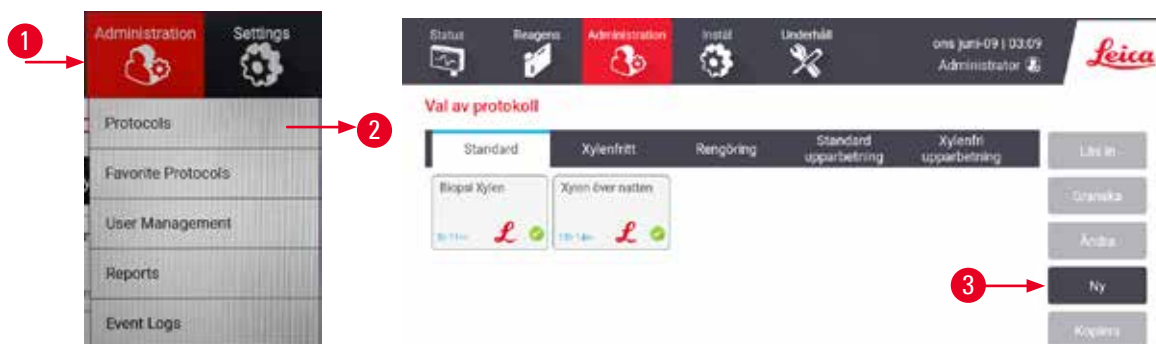 1
Administration Settings
Protocols
2
Favorite Protocols
User Management
Reports
Event Logs
Status Reagens Administration Inställ Underhåll
ons juni-09 | 03:09
Administrator
Leica
Val av protokoll
Standard Xylenfritt Rengöring Standard upparbetning Xylenfri upparbetning
Biopsi Xylen Xylen över natten
Läs in
Granska
Ändra
3
Ny
Kopiera